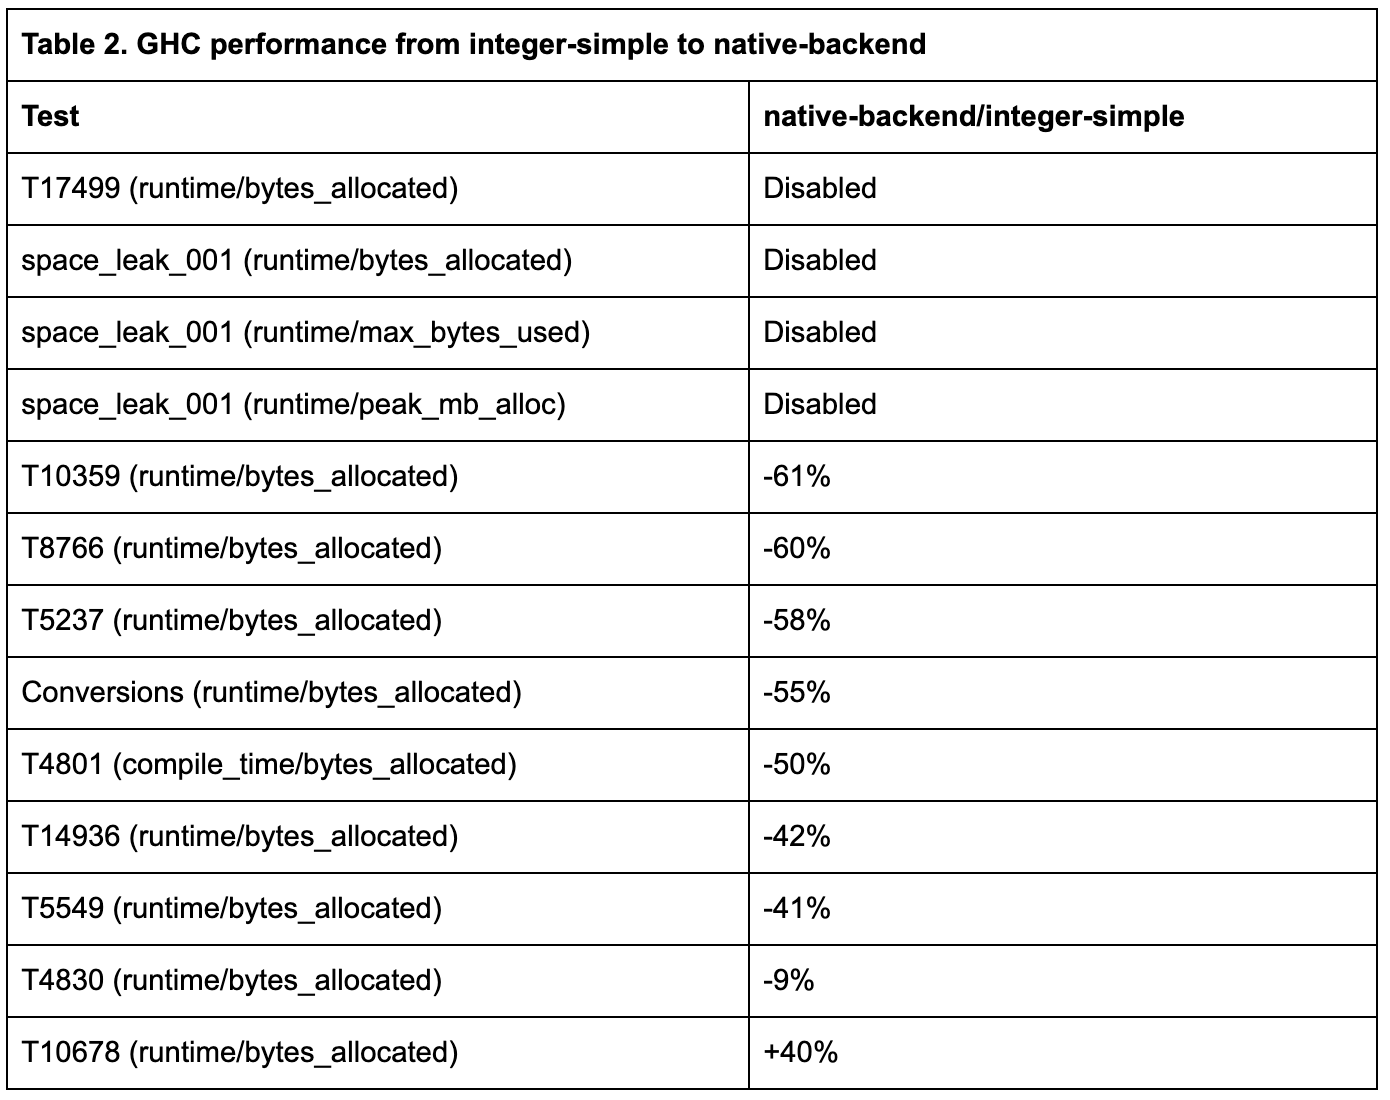 Table 2. GHC performance from integer-simple to native-backend
Test native-backend/integer-simple
T17499 (runtime/bytes_allocated) Disabled
space_leak_001 (runtime/bytes_allocated) Disabled
space_leak_001 (runtime/max_bytes_used) Disabled
space_leak_001 (runtime/peak_mb_alloc) Disabled
T10359 (runtime/bytes_allocated) -61%
T8766 (runtime/bytes_allocated) -60%
T5237 (runtime/bytes_allocated) -58%
Conversions (runtime/bytes_allocated) -55%
T4801 (compile_time/bytes_allocated) -50%
T14936 (runtime/bytes_allocated) -42%
T5549 (runtime/bytes_allocated) -41%
T4830 (runtime/bytes_allocated) -9%
T10678 (runtime/bytes_allocated) +40%